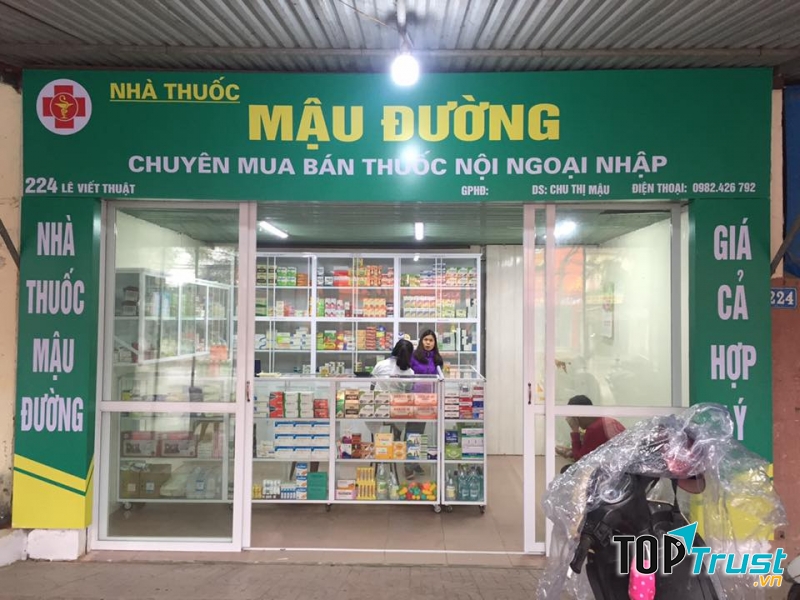 NHÀ THUỐC
MẬU ĐƯỜNG
CHUYÊN MUA BÁN THUỐC NỘI NGOẠI NHẬP
224 LÊ VIẾT THUẬT
GPHĐ: DS: CHU THỊ MẬU ĐIỆN THOẠI: 0982.426 792
NHÀ
THUỐC
MẬU
ĐƯỜNG
GIÁ
CẢ
HỢP
224
TOPTrust.vn